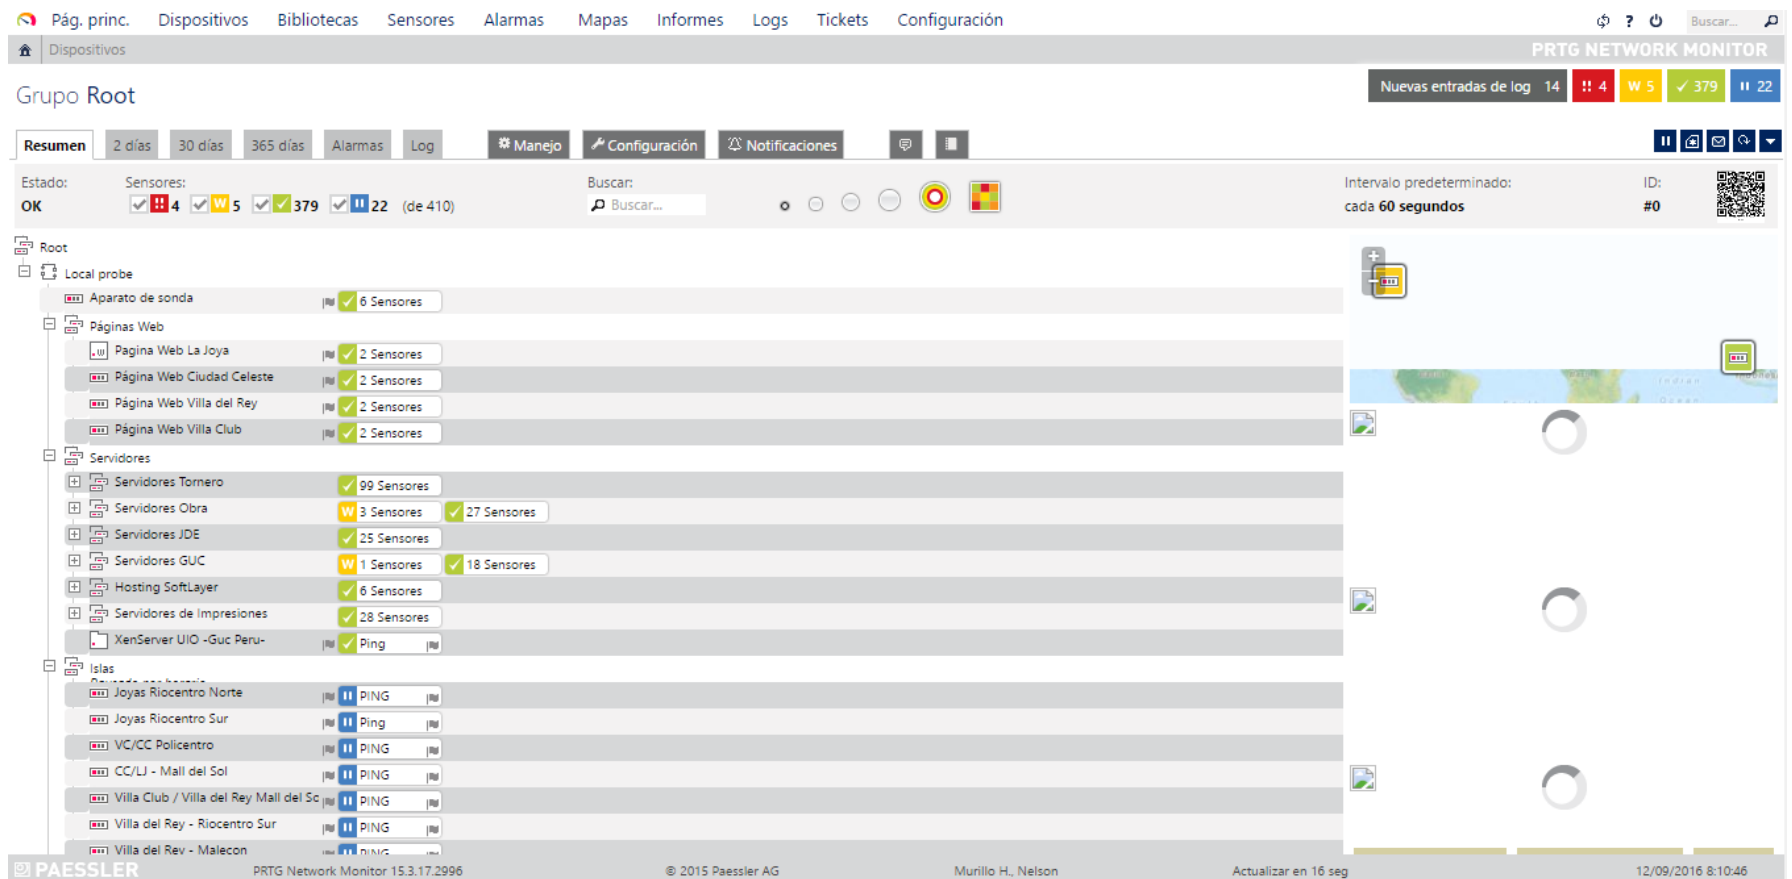 Pág. princ. Dispositivos Bibliotecas Sensores Alarmas Mapas Informes Logs Tickets Configuración ? Buscar...
Dispositivos PRTG NETWORK MONITOR
Grupo Root Nuevas entradas de log 14 !! 4 W 5 379 22
Resumen 2 días 30 días 365 días Alarmas Log Manejo Configuración Notificaciones
Estado: Sensores: Buscar: Intervalo predeterminado: ID:
OK !! 4 W 5 379 22 (de 410) Buscar... cada 60 segundos #0
Root
Local probe
Aparato de sonda 6 Sensores
Páginas Web
Pagina Web La Joya 2 Sensores
Página Web Ciudad Celeste 2 Sensores
Página Web Villa del Rey 2 Sensores
Página Web Villa Club 2 Sensores
Servidores
Servidores Tornero 99 Sensores
Servidores Obra W 3 Sensores 27 Sensores
Servidores JDE 25 Sensores
Servidores GUC W 1 Sensores 18 Sensores
Hosting SoftLayer 6 Sensores
Servidores de Impresiones 28 Sensores
XenServer UIO -Guc Peru- Ping
Islas
Joyas Riocentro Norte PING
Joyas Riocentro Sur Ping
VC/CC Policentro PING
CC/LJ - Mall del Sol PING
Villa Club / Villa del Rey Mall del So PING
Villa del Rey - Riocentro Sur PING
Villa del Rey - Malecon PING
Indian
Ocean
PAESSLER PRTG Network Monitor 15.3.17.2996 © 2015 Paessler AG Murillo H., Nelson Actualizar en 16 seg 12/09/2016 8:10:46